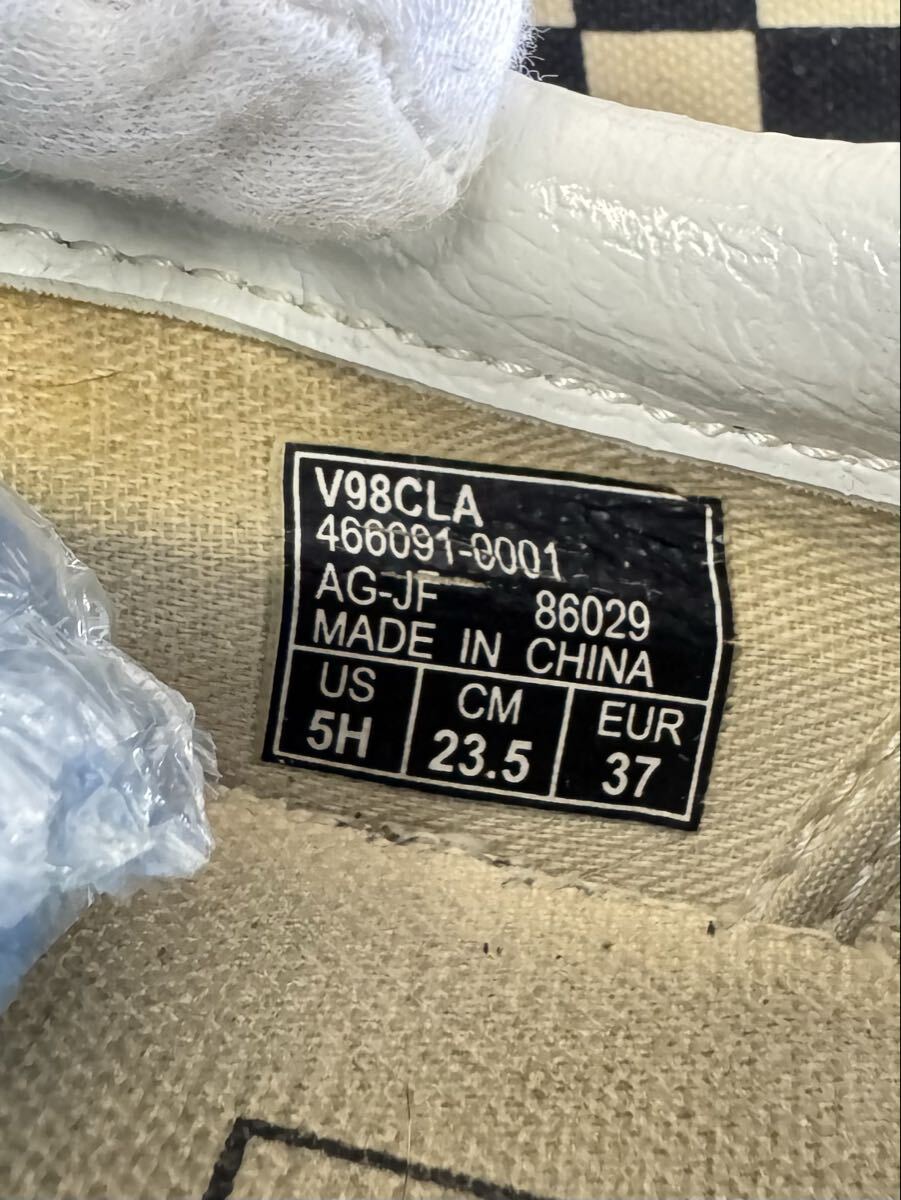 V98CLA
466091-0001
AG-JF 86029
MADE IN CHINA
US CM EUR
5H 23.5 37